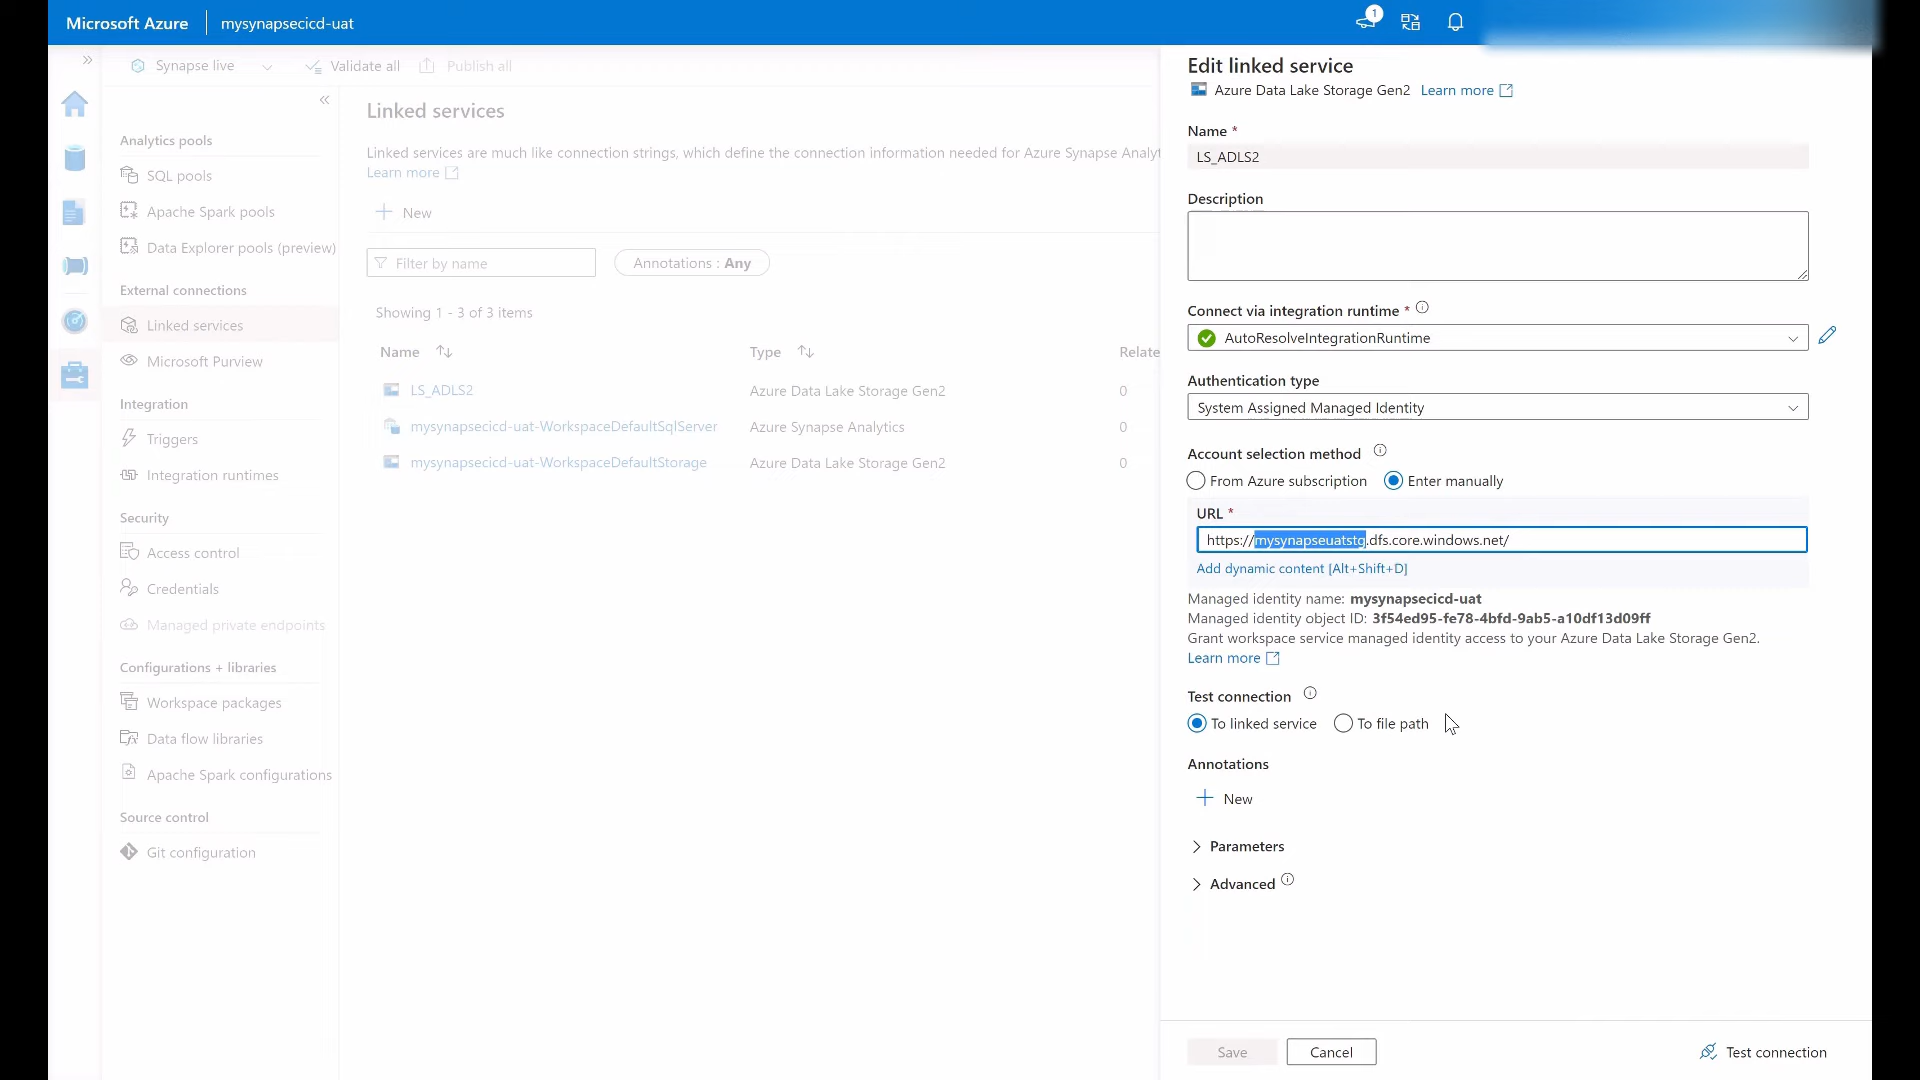 Microsoft Azure
mysynapsecicd-uat
1
Synapse live
Validate all
Publish all
Analytics pools
SQL pools
Apache Spark pools
Data Explorer pools (preview)
External connections
Linked services
Microsoft Purview
Integration
Triggers
Integration runtimes
Security
Access control
Credentials
Managed private endpoints
Configurations + libraries
Workspace packages
Data flow libraries
Apache Spark configurations
Source control
Git configuration
Linked services
Linked services are much like connection strings, which define the connection information needed for Azure Synapse Analyt
Learn more
New
Filter by name
Annotations : Any
Showing 1 - 3 of 3 items
Name Type Relate
LS_ADLS2 Azure Data Lake Storage Gen2 0
mysynapsecicd-uat-WorkspaceDefaultSqlServer Azure Synapse Analytics 0
mysynapsecicd-uat-WorkspaceDefaultStorage Azure Data Lake Storage Gen2 0
Edit linked service
Azure Data Lake Storage Gen2 Learn more
Name *
LS_ADLS2
Description
Connect via integration runtime *
AutoResolveIntegrationRuntime
Authentication type
System Assigned Managed Identity
Account selection method
From Azure subscription Enter manually
URL *
https://mysynapseuatstg.dfs.core.windows.net/
Add dynamic content [Alt+Shift+D]
Managed identity name: mysynapsecicd-uat
Managed identity object ID: 3f54ed95-fe78-4bfd-9ab5-a10df13d09ff
Grant workspace service managed identity access to your Azure Data Lake Storage Gen2.
Learn more
Test connection
To linked service To file path
Annotations
New
Parameters
Advanced
Save
Cancel
Test connection